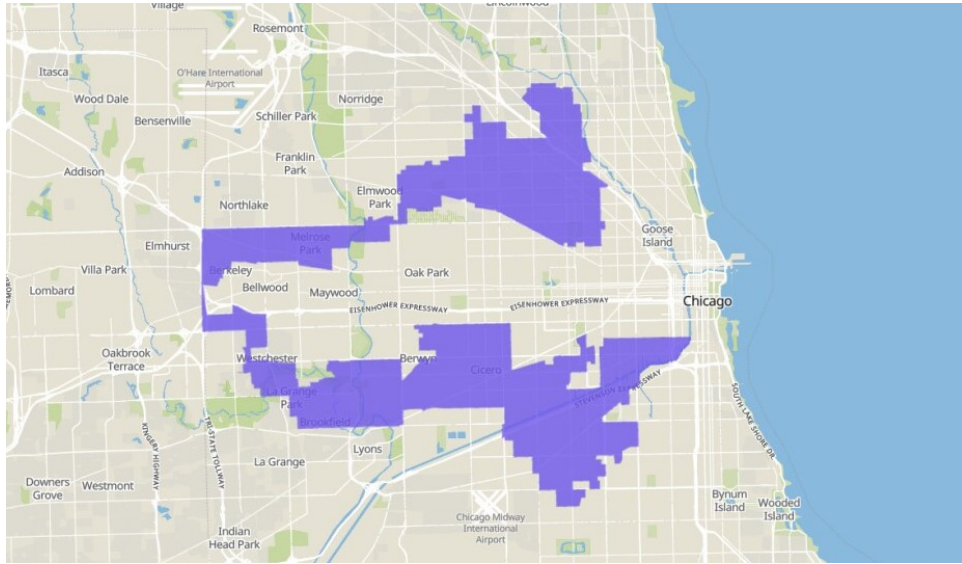 Village
Lincolnwood
Rosemont
Itasca
O'Hare International
Airport
Wood Dale
Norridge
Bensenville
Schiller Park
Franklin
Park
Addison
Elmwood
Park
Northlake
Goose
Island
Elmhurst
Melrose
Park
Villa Park
Berkeley
Oak Park
Lombard
Bellwood
Maywood
EISENHOWER EXPRESSWAY
EISENHOWER EXPRESSWAY
Chicago
Oakbrook
Terrace
Westchester
Berwyn
Cicero
La Grange
Park
STEVENSON EXPRESSWAY
SOUTH LAKE SHORE DR.
Brookfield
KINGERY HIGHWAY
TRI-STATE TOLLWAY
Lyons
La Grange
Downers
Grove
Westmont
Bynum
Island
Wooded
Island
Chicago Midway
International
Airport
Indian
Head Park